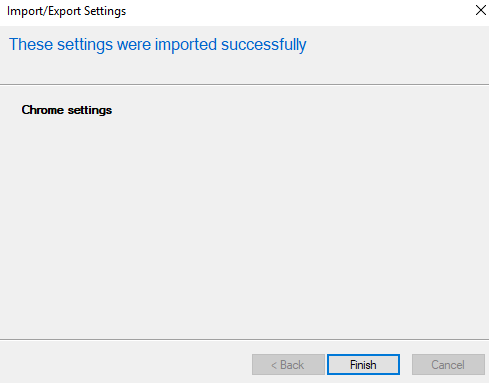 Import/Export Settings
These settings were imported successfully
Chrome settings
< Back Finish Cancel